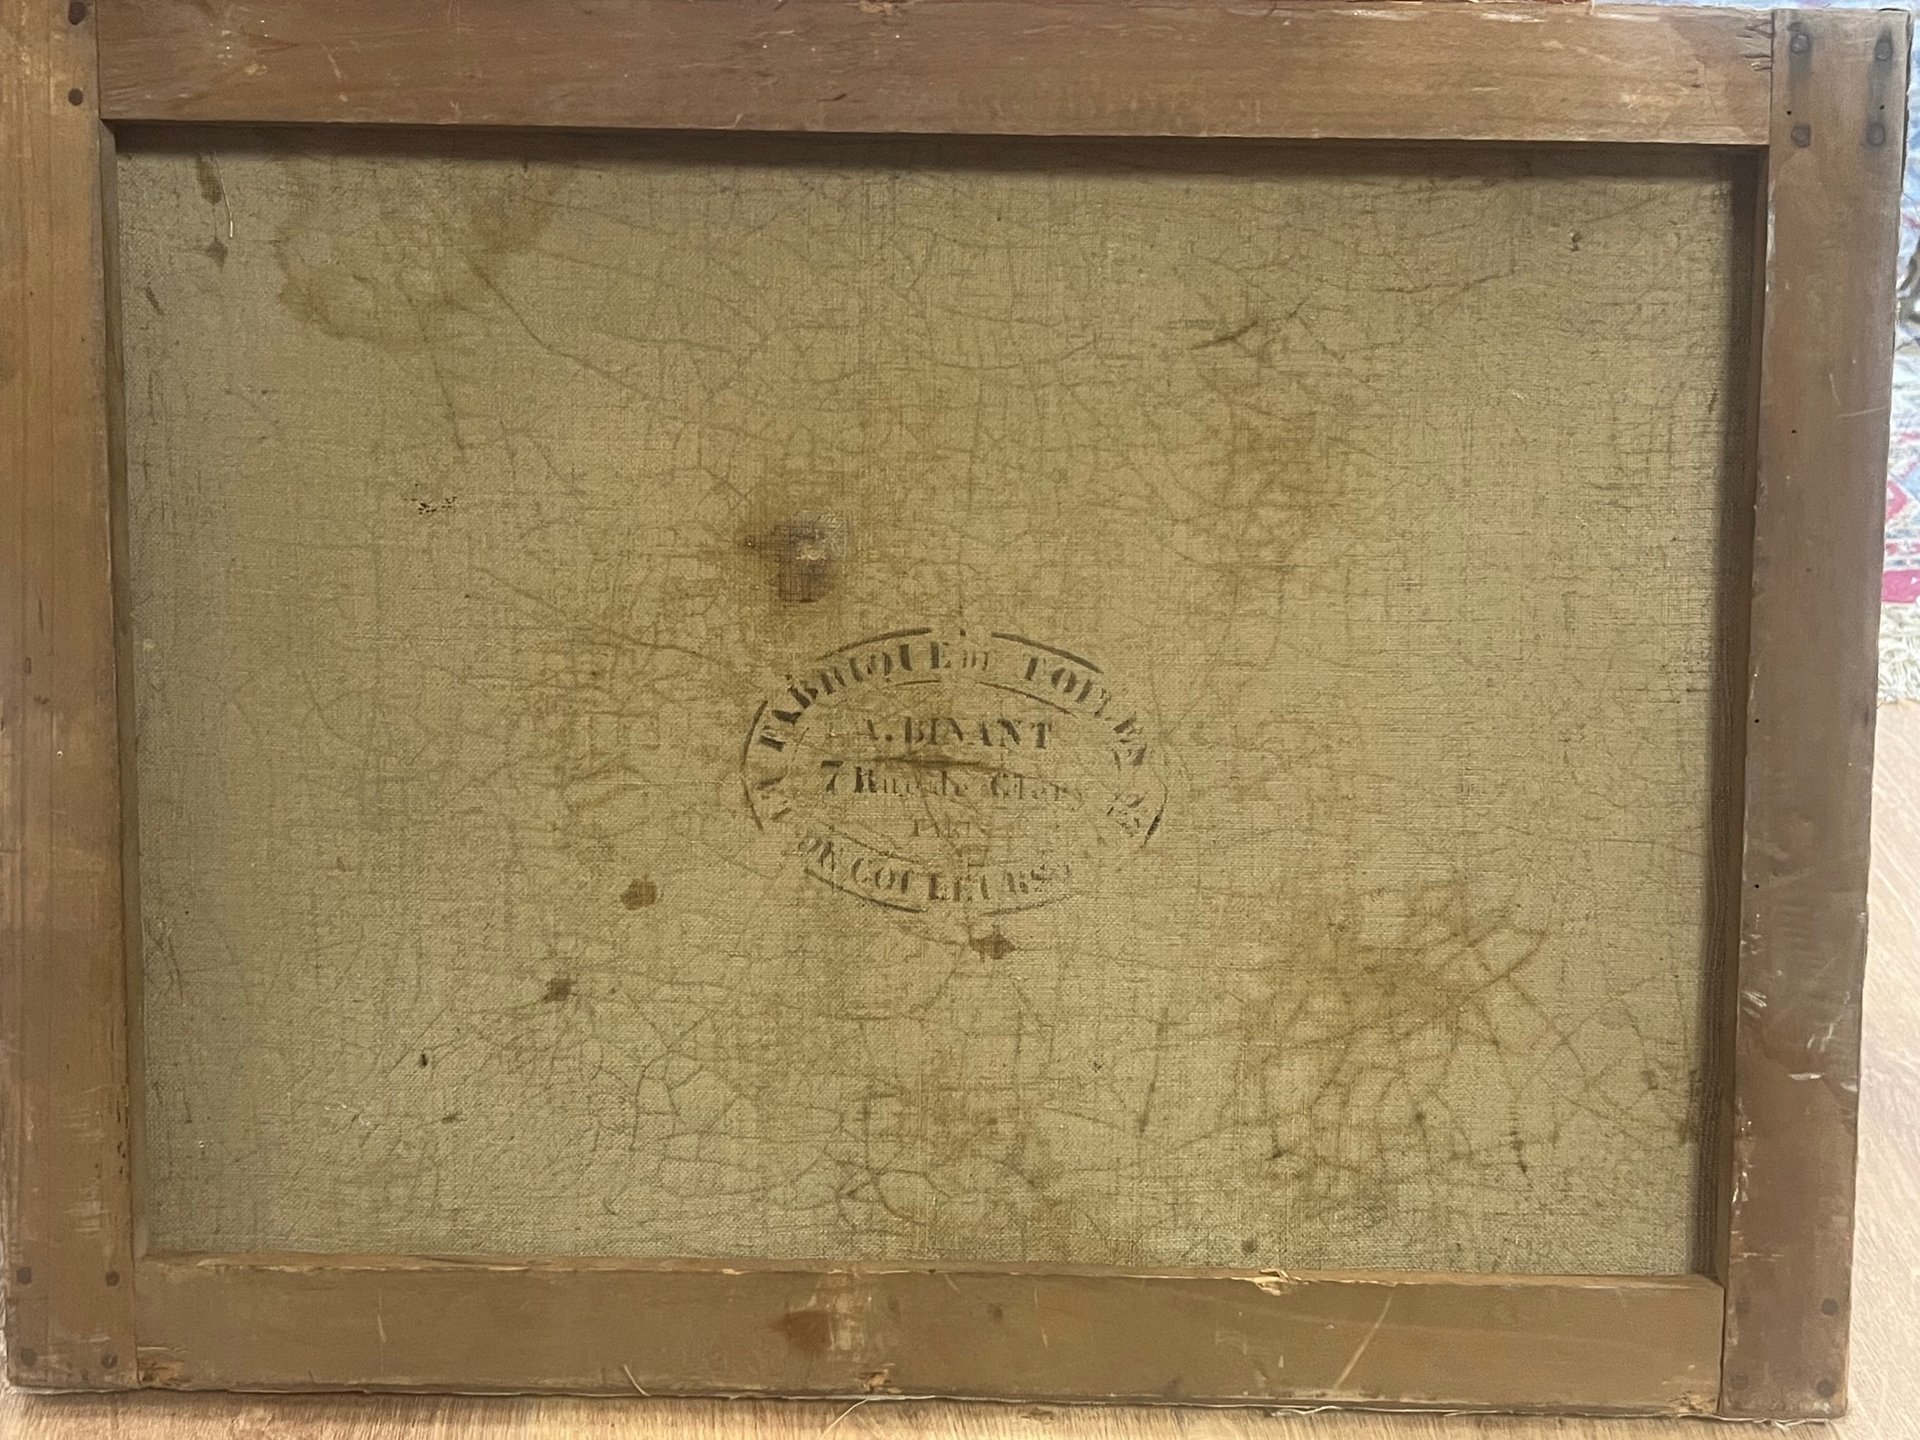 FABRIQUE DE TOILES
A. BINANT
7 Rue de Cléry
PARIS
COULEURS